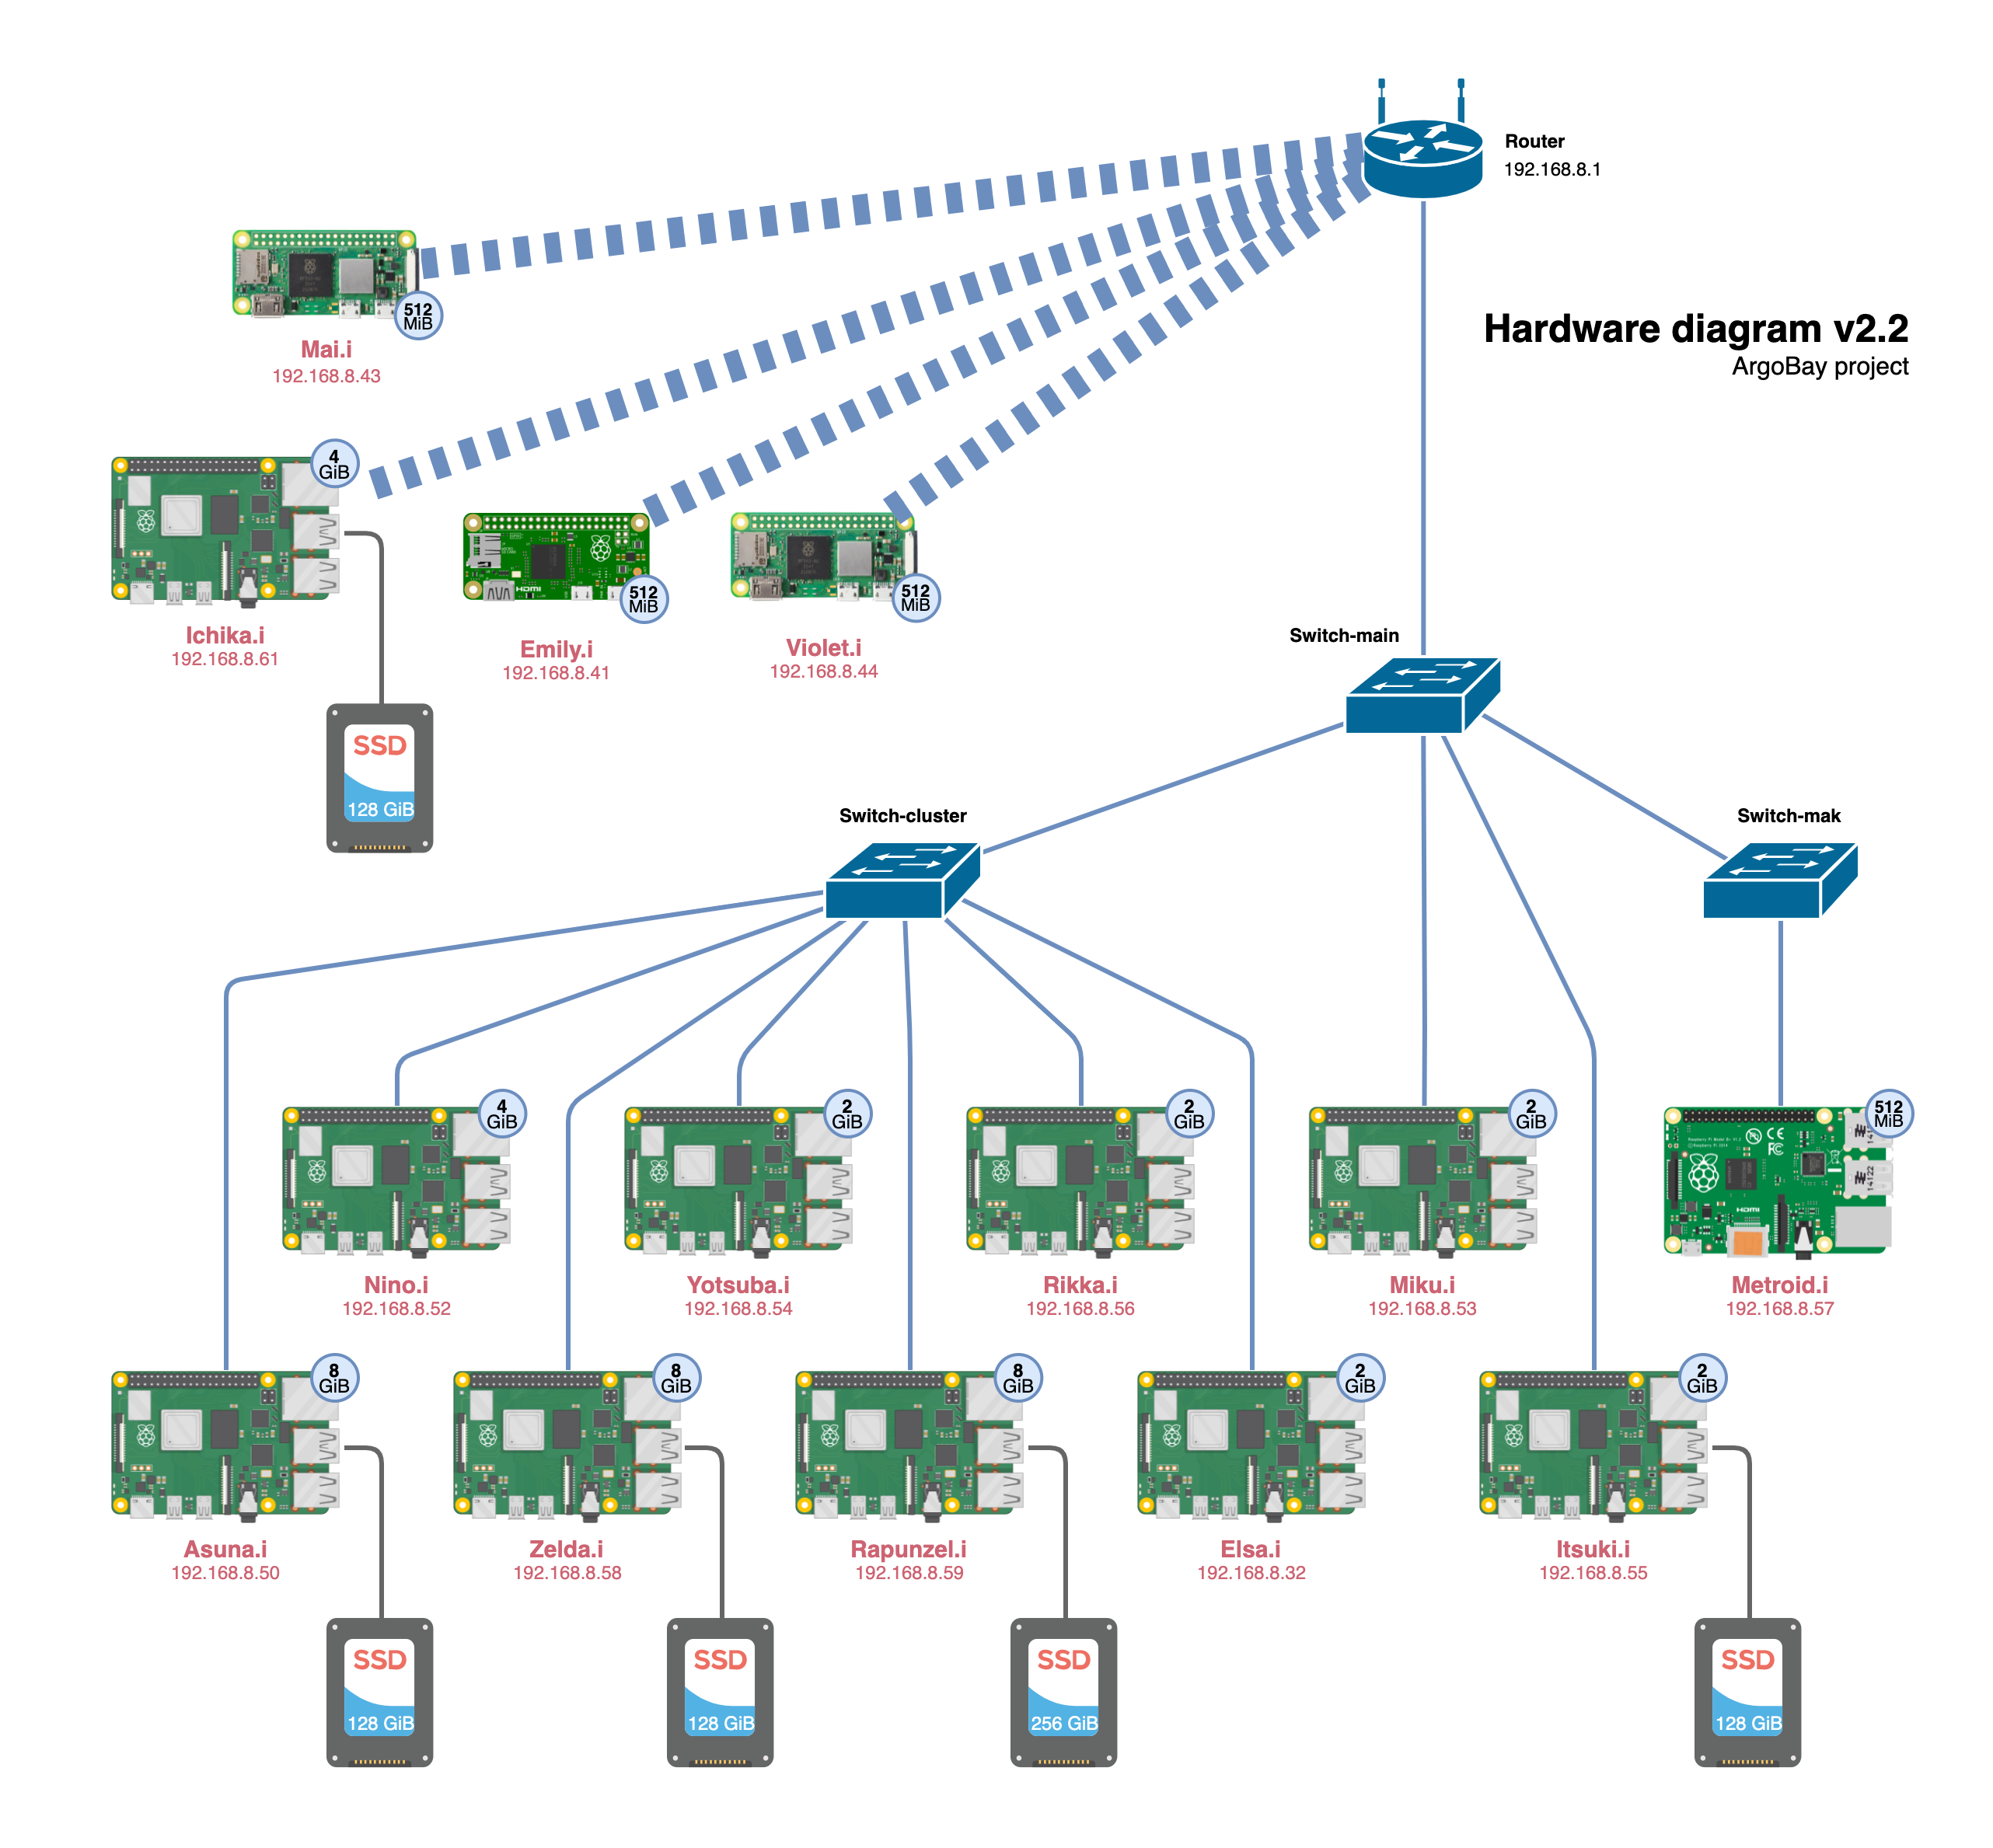 Router
192.168.8.1
Hardware diagram v2.2
ArgoBay project
512
MiB
Mai.i
192.168.8.43
4
GiB
Ichika.i
192.168.8.61
HDMI
512
MiB
Emily.i
192.168.8.41
512
MiB
Violet.i
192.168.8.44
SSD
128 GiB
Switch-main
Switch-cluster
Switch-mak
4
GiB
Nino.i
192.168.8.52
2
GiB
Yotsuba.i
192.168.8.54
2
GiB
Rikka.i
192.168.8.56
2
GiB
Miku.i
192.168.8.53
512
MiB
HDMI
Metroid.i
192.168.8.57
8
GiB
Asuna.i
192.168.8.50
8
GiB
Zelda.i
192.168.8.58
8
GiB
Rapunzel.i
192.168.8.59
2
GiB
Elsa.i
192.168.8.32
2
GiB
Itsuki.i
192.168.8.55
SSD
128 GiB
SSD
128 GiB
SSD
256 GiB
SSD
128 GiB